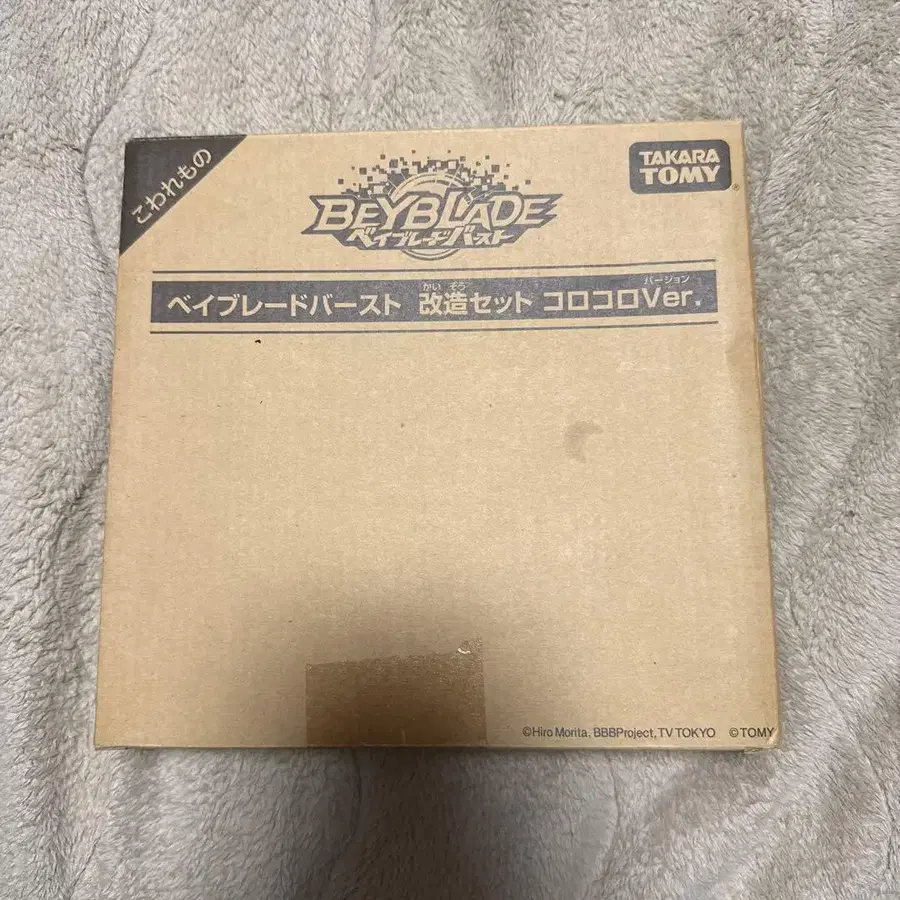 こわれもの
TAKARA
TOMY
®
BEYBLADE
ベイブレードバースト
かい ぞう バージョン
ベイブレードバースト 改造セット コロコロVer.
©Hiro Morita, BBBProject, TV TOKYO ©TOMY